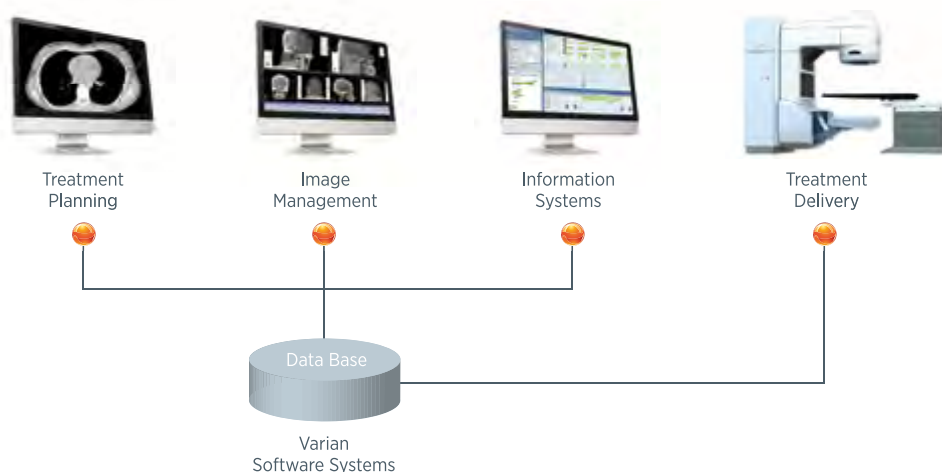 Treatment
Planning
Image
Management
Information
Systems
Treatment
Delivery
Data Base
Varian
Software Systems